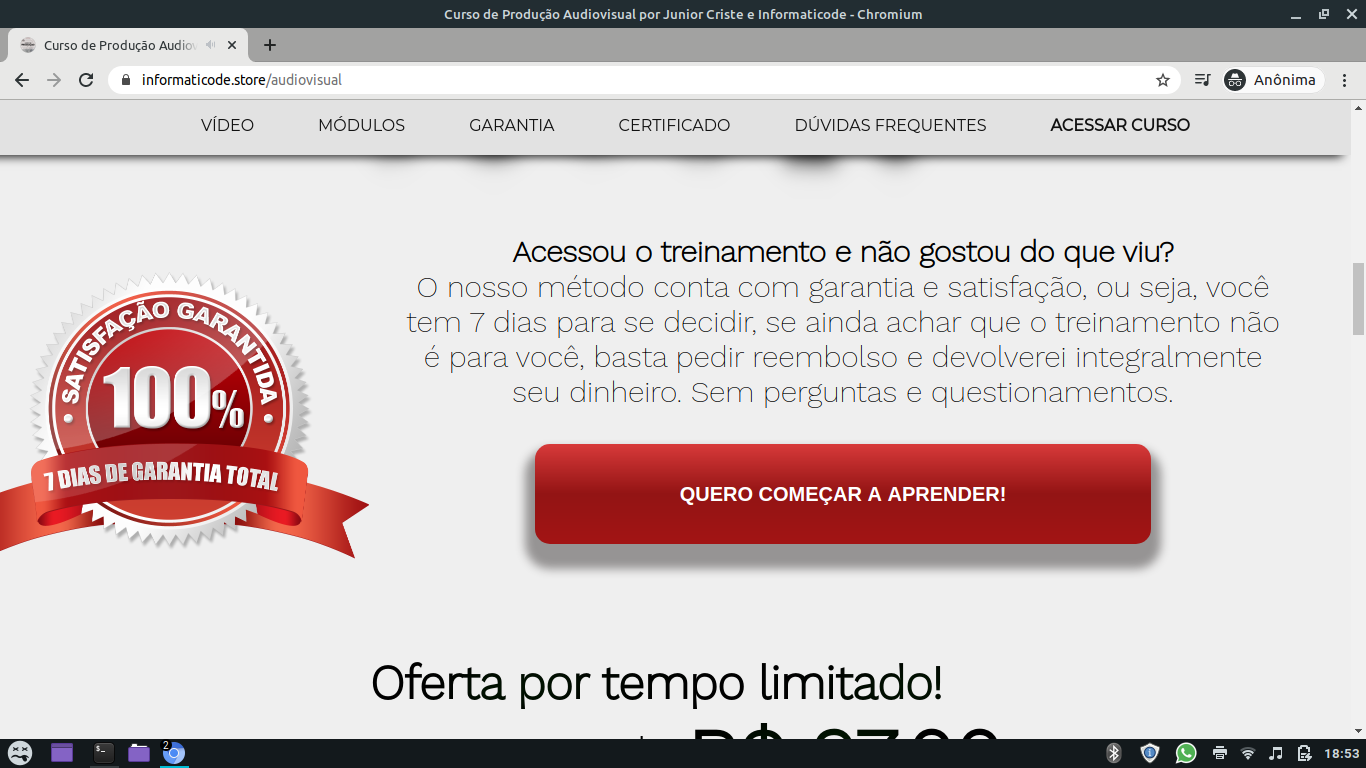 Curso de Produção Audiovisual por Junior Criste e Informaticode - Chromium
Curso de Produção Audiov
informaticode.store/audiovisual
Anônima
VÍDEO
MÓDULOS
GARANTIA
CERTIFICADO
DÚVIDAS FREQUENTES
ACESSAR CURSO
Acessou o treinamento e não gostou do que viu?
O nosso método conta com garantia e satisfação, ou seja, você
tem 7 dias para se decidir, se ainda achar que o treinamento não
é para você, basta pedir reembolso e devolverei integralmente
seu dinheiro. Sem perguntas e questionamentos.
SATISFAÇÃO GARANTIDA
100%
7 DIAS DE GARANTIA TOTAL
QUERO COMEÇAR A APRENDER!
Oferta por tempo limitado!
R$
2
18:53